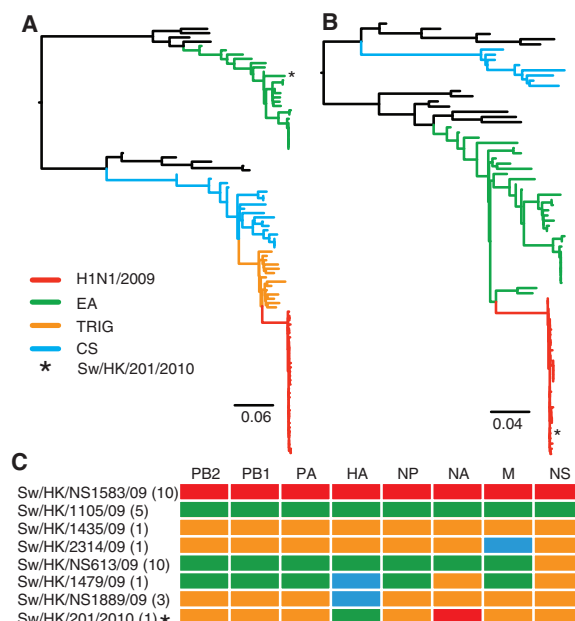 A
B
*
H1N1/2009
EA
TRIG
CS
* Sw/HK/201/2010
0.06
0.04
*
C
PB2 PB1 PA HA NP NA M NS
Sw/HK/NS1583/09 (10)
Sw/HK/1105/09 (5)
Sw/HK/1435/09 (1)
Sw/HK/2314/09 (1)
Sw/HK/NS613/09 (10)
Sw/HK/1479/09 (1)
Sw/HK/NS1889/09 (3)
Sw/HK/201/2010 (1)*